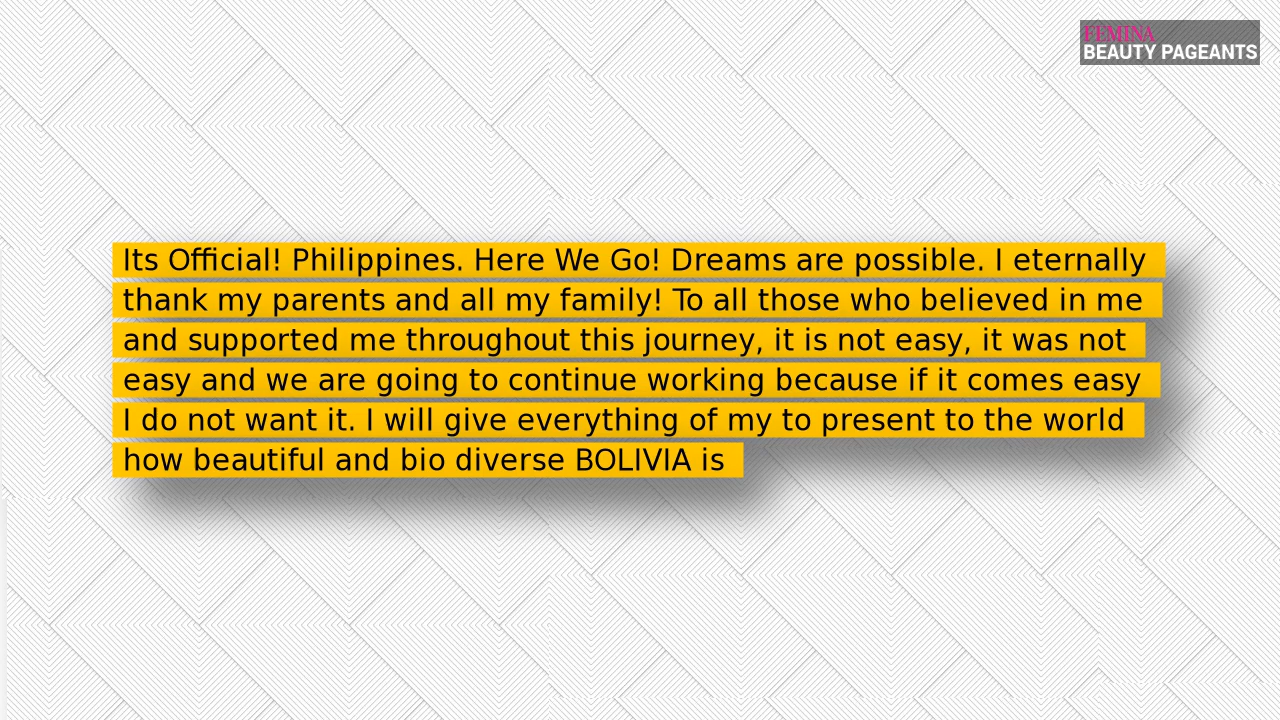 FEMINA
BEAUTY PAGEANTS
Its Official! Philippines. Here We Go! Dreams are possible. I eternally
thank my parents and all my family! To all those who believed in me
and supported me throughout this journey, it is not easy, it was not
easy and we are going to continue working because if it comes easy
I do not want it. I will give everything of my to present to the world
how beautiful and bio diverse BOLIVIA is